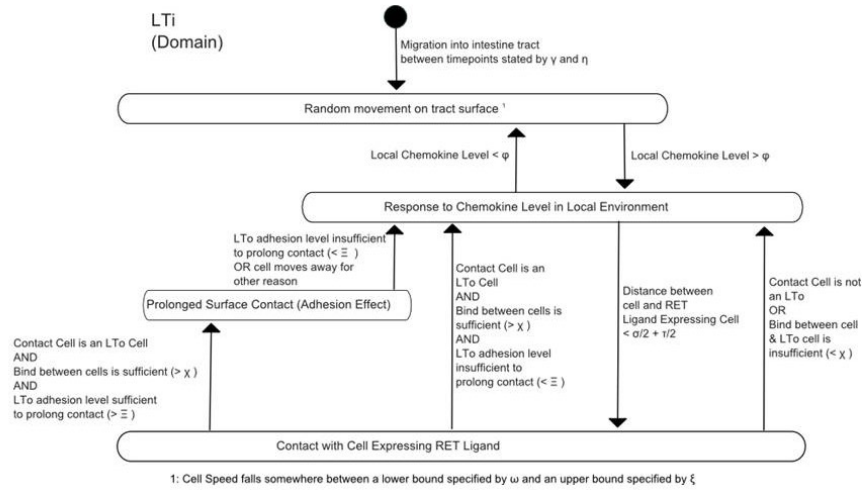 LTi
(Domain)
Migration into intestine tract
between timepoints stated by γ and η
Random movement on tract surface ¹
Local Chemokine Level < φ
Local Chemokine Level > φ
Response to Chemokine Level in Local Environment
LTo adhesion level insufficient
to prolong contact (< Ξ )
OR cell moves away for
other reason
Prolonged Surface Contact (Adhesion Effect)
Contact Cell is an
LTo Cell
AND
Bind between cells is
sufficient (> χ )
AND
LTo adhesion level
insufficient to
prolong contact (< Ξ )
Distance between
cell and RET
Ligand Expressing Cell
< σ/2 + τ/2
Contact Cell is not
an LTo
OR
Bind between cell
& LTo cell is
insufficient (< χ )
Contact Cell is an LTo Cell
AND
Bind between cells is sufficient (> χ )
AND
LTo adhesion level sufficient
to prolong contact (> Ξ )
Contact with Cell Expressing RET Ligand
1: Cell Speed falls somewhere between a lower bound specified by ω and an upper bound specified by ξ